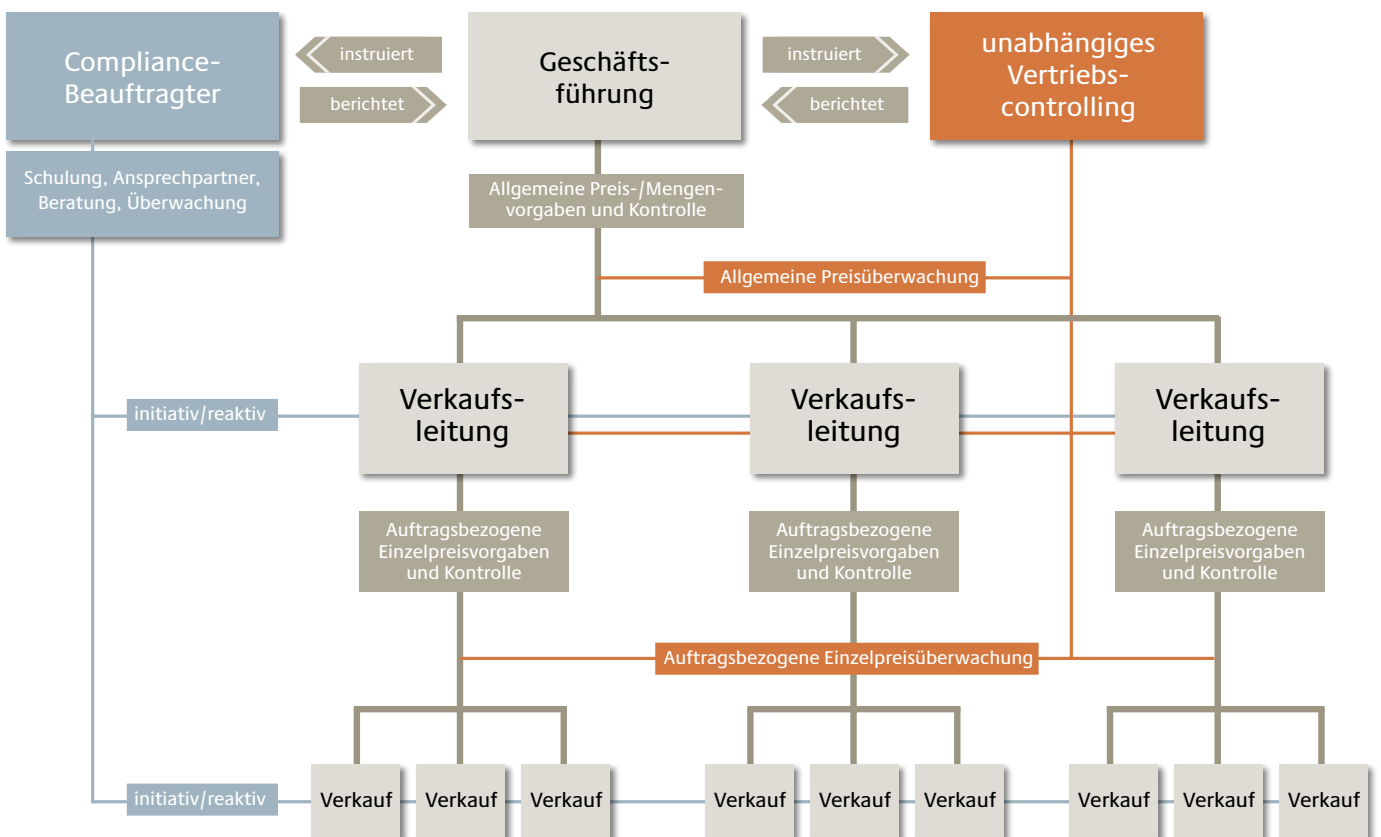 Compliance-
Beauftragter
instruiert
berichtet
Geschäfts-
führung
instruiert
berichtet
unabhängiges
Vertriebs-
controlling
Schulung, Ansprechpartner,
Beratung, Überwachung
Allgemeine Preis-/Mengen-
vorgaben und Kontrolle
Allgemeine Preisüberwachung
initiativ/reaktiv
Verkaufs-
leitung
Verkaufs-
leitung
Verkaufs-
leitung
Auftragsbezogene
Einzelpreisvorgaben
und Kontrolle
Auftragsbezogene
Einzelpreisvorgaben
und Kontrolle
Auftragsbezogene
Einzelpreisvorgaben
und Kontrolle
Auftragsbezogene Einzelpreisüberwachung
initiativ/reaktiv
Verkauf
Verkauf
Verkauf
Verkauf
Verkauf
Verkauf
Verkauf
Verkauf
Verkauf